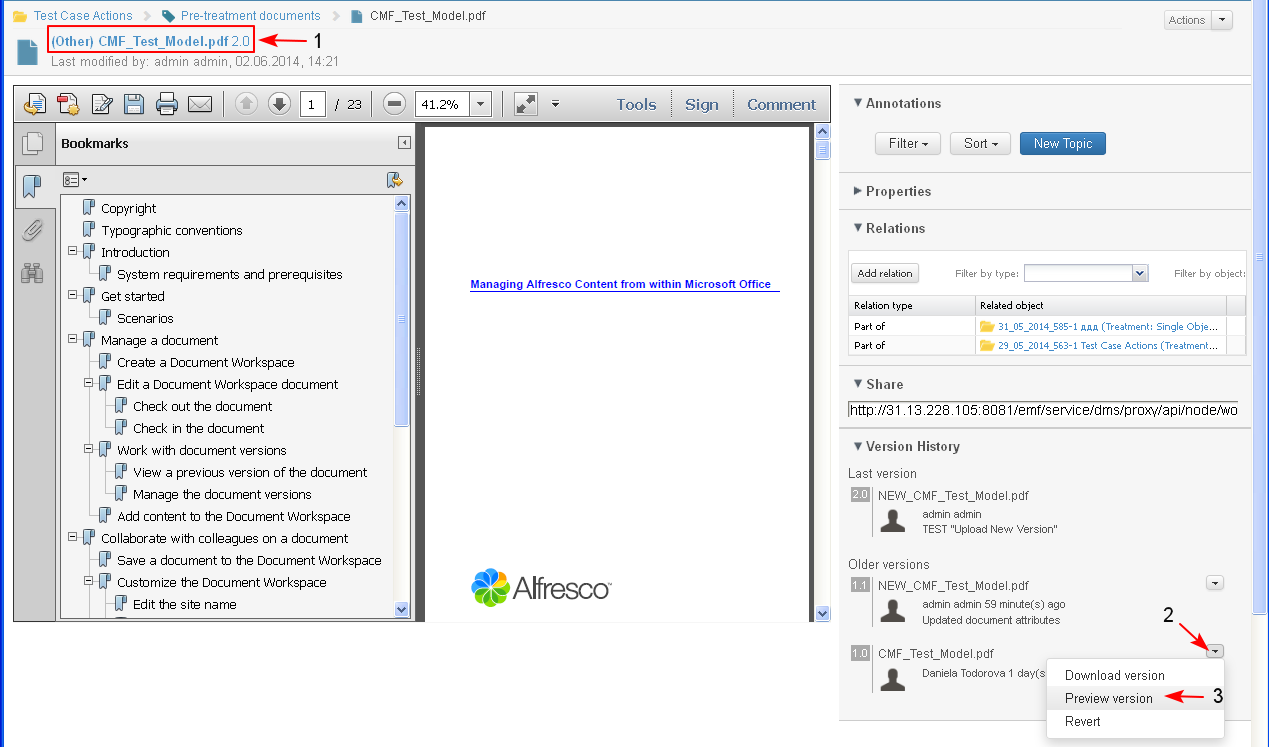 Test Case Actions
Pre-treatment documents
CMF_Test_Model.pdf
Actions
(Other) CMF_Test_Model.pdf 2.0
1
Last modified by: admin admin, 02.06.2014, 14:21
1 / 23
41.2%
Tools
Sign
Comment
Bookmarks
Copyright
Typographic conventions
Introduction
System requirements and prerequisites
Get started
Scenarios
Manage a document
Create a Document Workspace
Edit a Document Workspace document
Check out the document
Check in the document
Work with document versions
View a previous version of the document
Manage the document versions
Add content to the Document Workspace
Collaborate with colleagues on a document
Save a document to the Document Workspace
Customize the Document Workspace
Edit the site name
Managing Alfresco Content from within Microsoft Office
Alfresco™
Annotations
Filter
Sort
New Topic
Properties
Relations
Add relation
Filter by type:
Filter by object:
Relation type
Related object
Part of
31_05_2014_585-1 ддд (Treatment: Single Obje...
Part of
29_05_2014_563-1 Test Case Actions (Treatment...
Share
http://31.13.228.105:8081/emf/service/dms/proxy/api/node/wo
Version History
Last version
2.0 NEW_CMF_Test_Model.pdf
admin admin
TEST "Upload New Version"
Older versions
1.1 NEW_CMF_Test_Model.pdf
admin admin 59 minute(s) ago
Updated document attributes
2
1.0 CMF_Test_Model.pdf
Daniela Todorova 1 day(s
Download version
Preview version
3
Revert